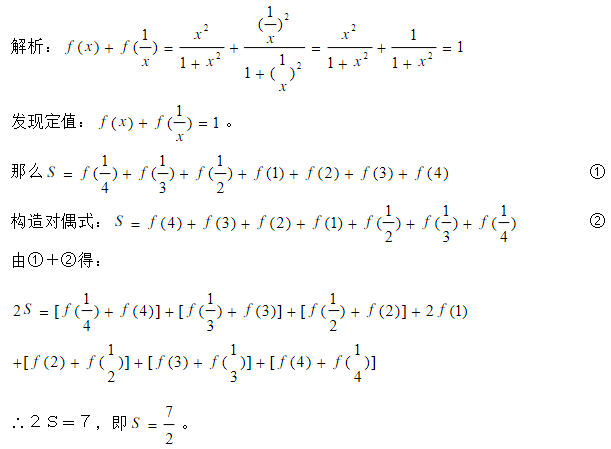 解析：f(x) + f(1/x) = x²/(1 + x²) + (1/x)²/(1 + (1/x)²) = x²/(1 + x²) + 1/(1 + x²) = 1
发现定值：f(x) + f(1/x) = 1。
那么S = f(1/4) + f(1/3) + f(1/2) + f(1) + f(2) + f(3) + f(4) ①
构造对偶式：S = f(4) + f(3) + f(2) + f(1) + f(1/2) + f(1/3) + f(1/4) ②
由①＋②得：
2S = [f(1/4) + f(4)] + [f(1/3) + f(3)] + [f(1/2) + f(2)] + 2f(1)
+[f(2) + f(1/2)] + [f(3) + f(1/3)] + [f(4) + f(1/4)]
∴２Ｓ＝７，即S = 7/2。